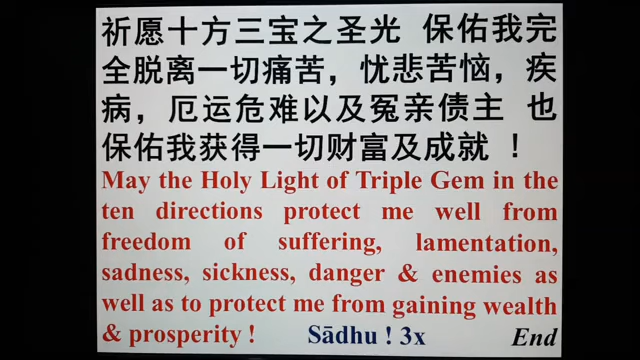 祈愿十方三宝之圣光 保佑我完
全脱离一切痛苦，忧悲苦恼，疾
病，厄运危难以及冤亲债主 也
保佑我获得一切财富及成就 ！
May the Holy Light of Triple Gem in the
ten directions protect me well from
freedom of suffering, lamentation,
sadness, sickness, danger & enemies as
well as to protect me from gaining wealth
& prosperity ! Sādhu ! 3x End